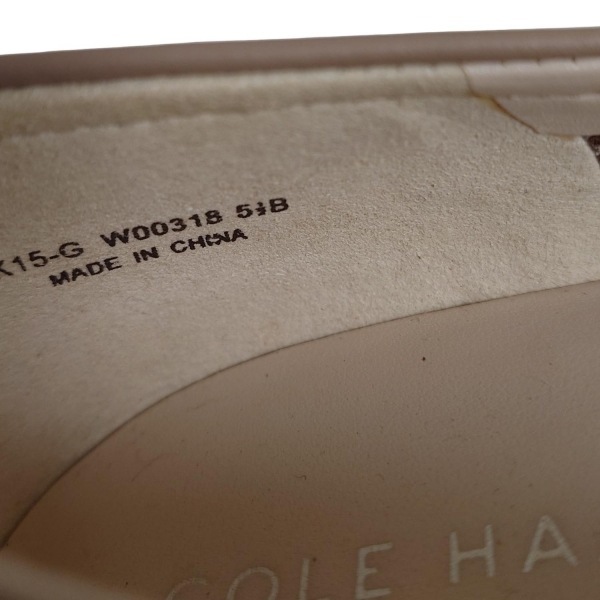 X15-G W00318 5½B
MADE IN CHINA
COLE HA